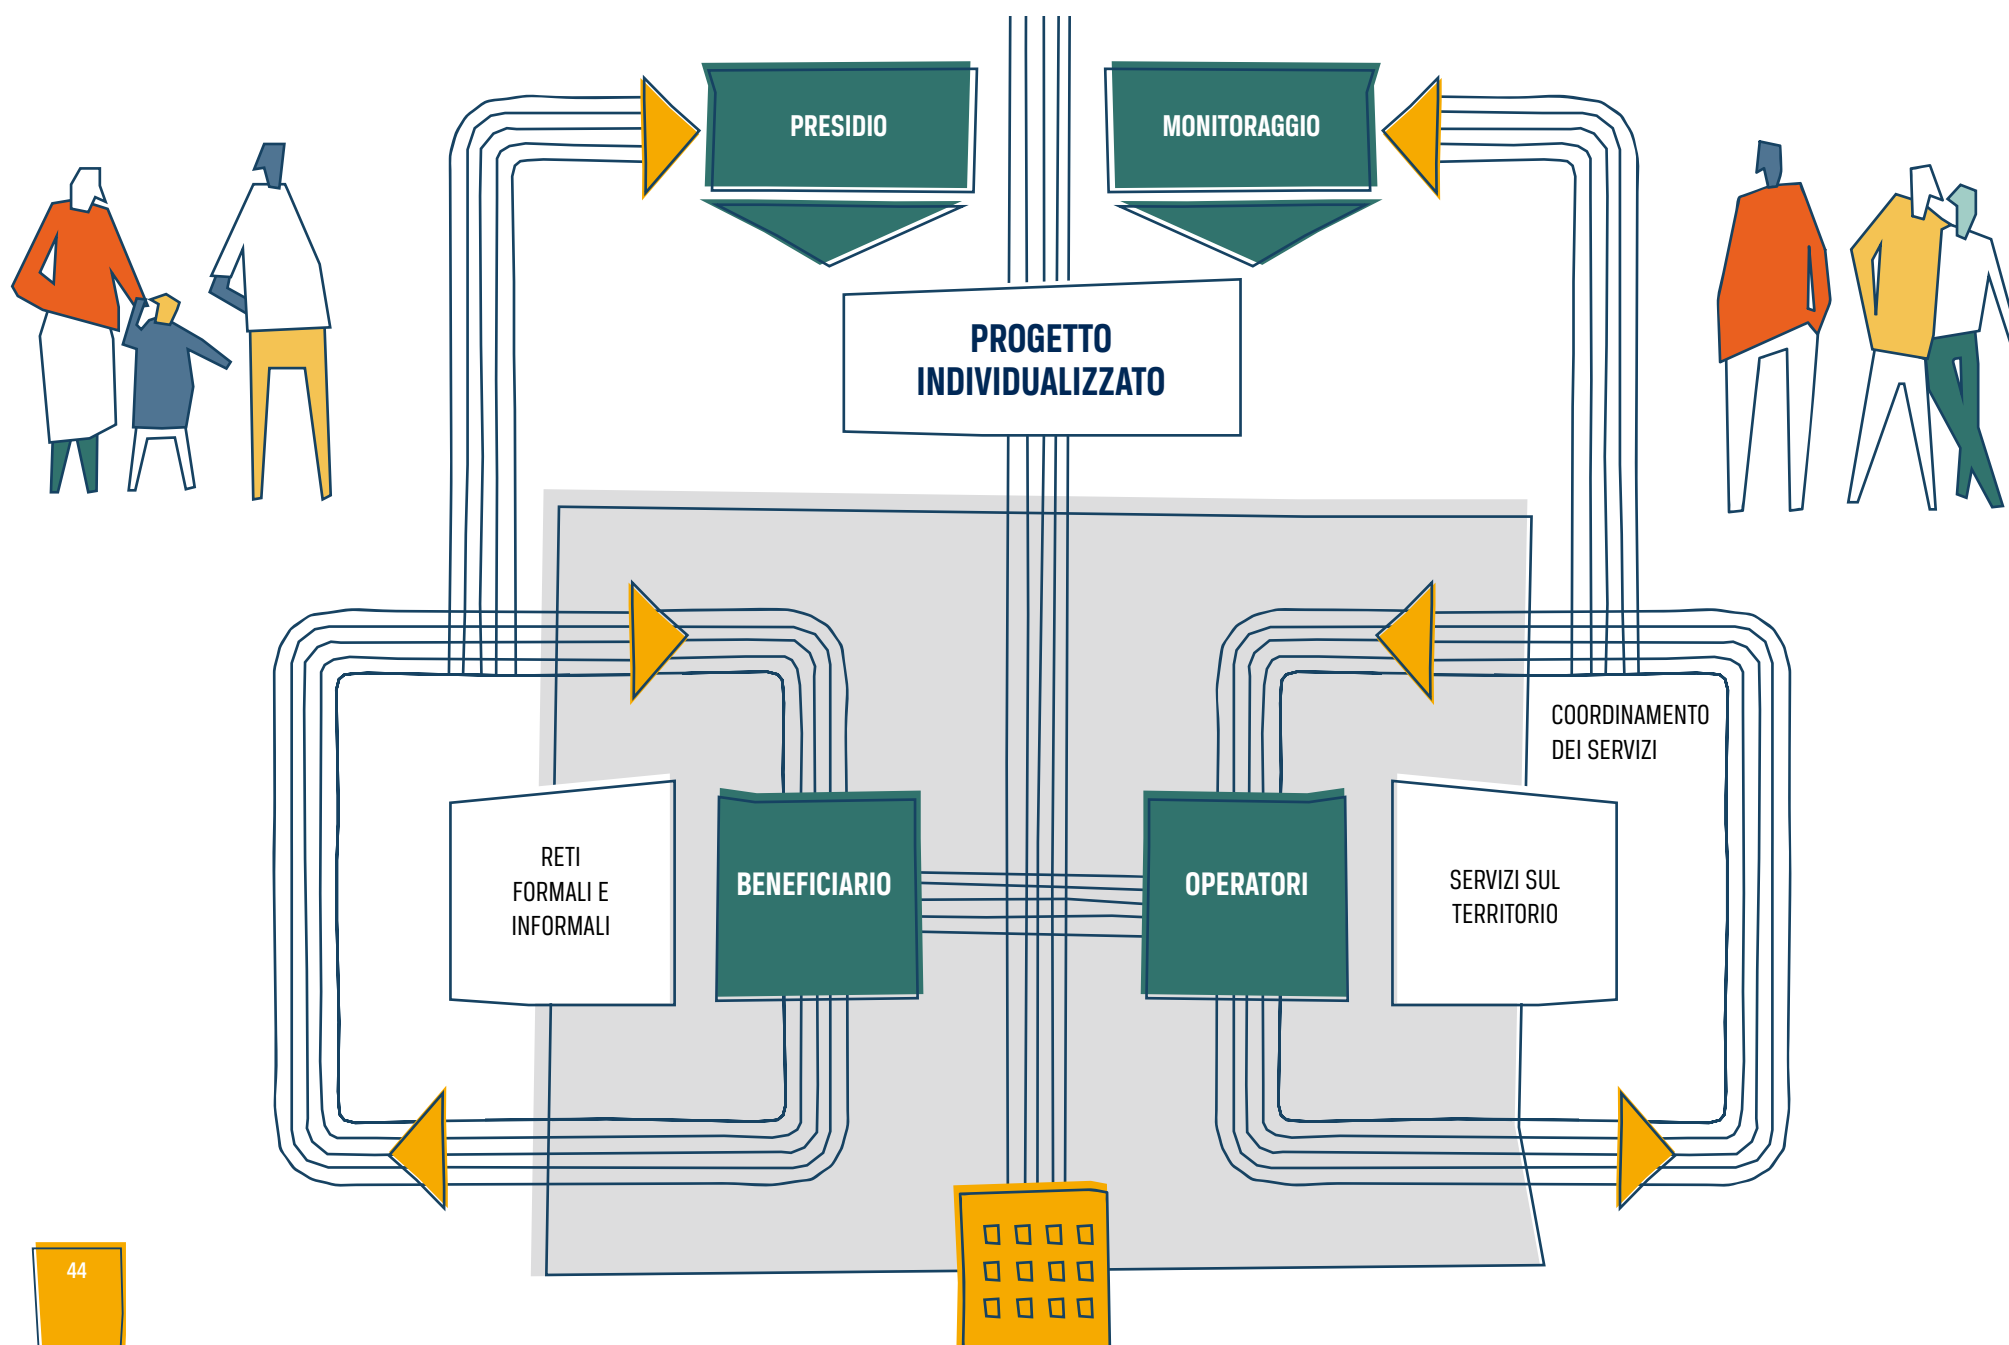 PRESIDIO
MONITORAGGIO
PROGETTO
INDIVIDUALIZZATO
COORDINAMENTO
DEI SERVIZI
RETI
FORMALI E
INFORMALI
BENEFICIARIO
OPERATORI
SERVIZI SUL
TERRITORIO
44